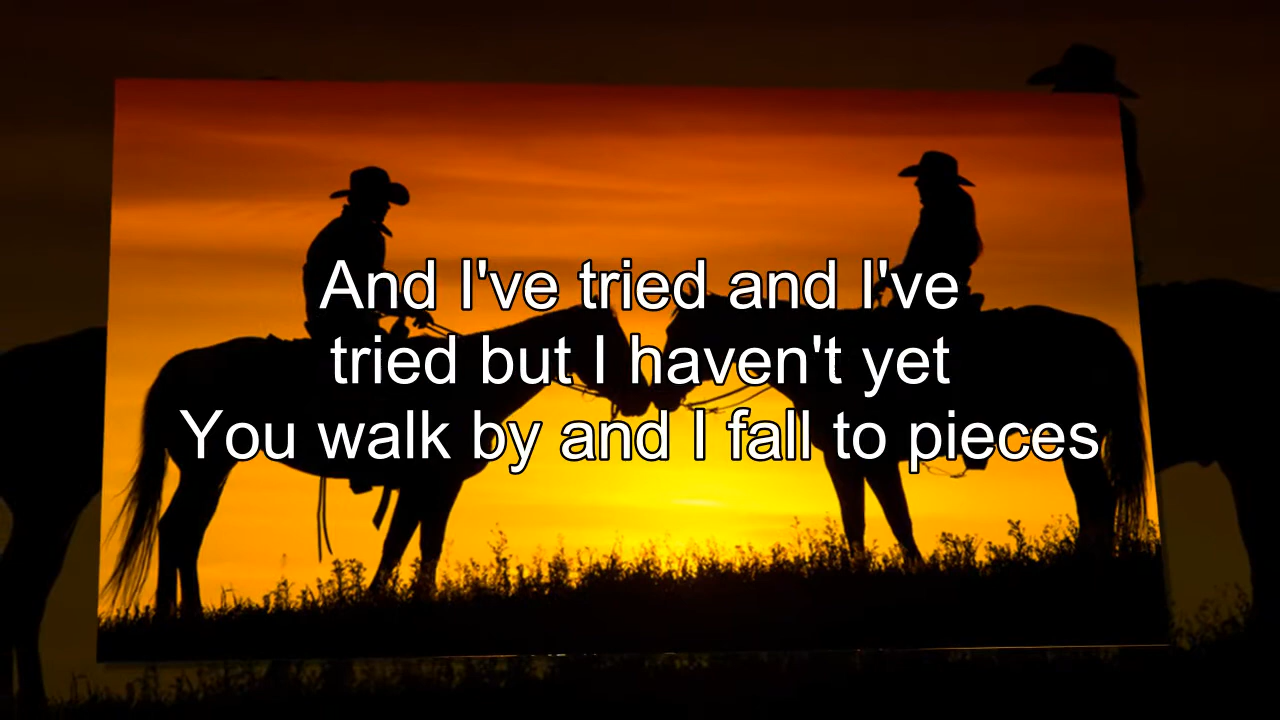 And I've tried and I've
tried but I haven't yet
You walk by and I fall to pieces